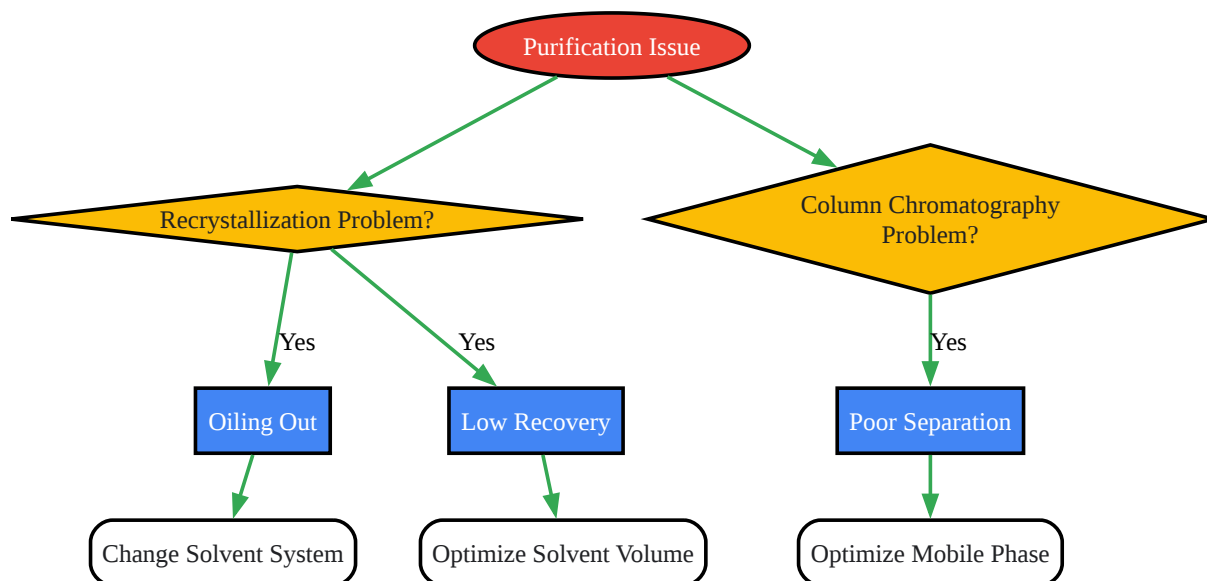 Purification Issue
Recrystallization Problem?
Column Chromatography
Problem?
Yes
Yes
Yes
Oiling Out
Low Recovery
Poor Separation
Change Solvent System
Optimize Solvent Volume
Optimize Mobile Phase